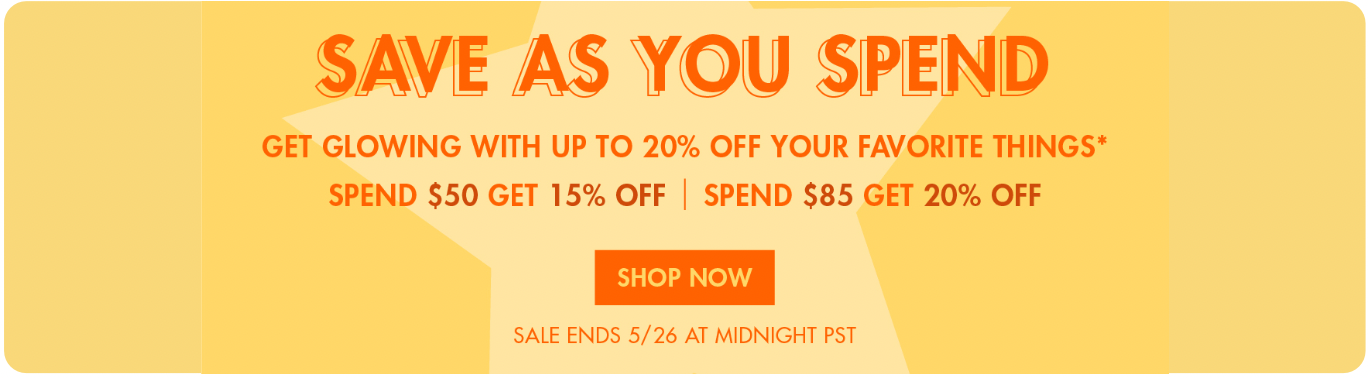 SAVE AS YOU SPEND
GET GLOWING WITH UP TO 20% OFF YOUR FAVORITE THINGS*
SPEND $50 GET 15% OFF | SPEND $85 GET 20% OFF
SHOP NOW
SALE ENDS 5/26 AT MIDNIGHT PST